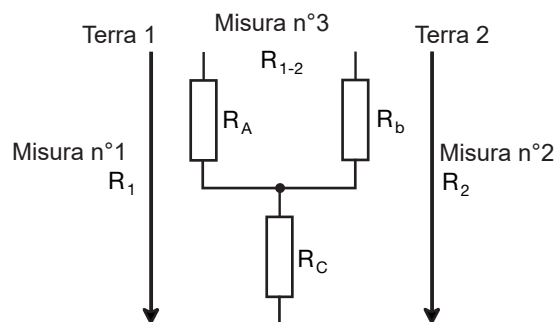 Misura n°3
Terra 1
Terra 2
R1-2
RA
Rb
Misura n°1
R1
Misura n°2
R2
RC